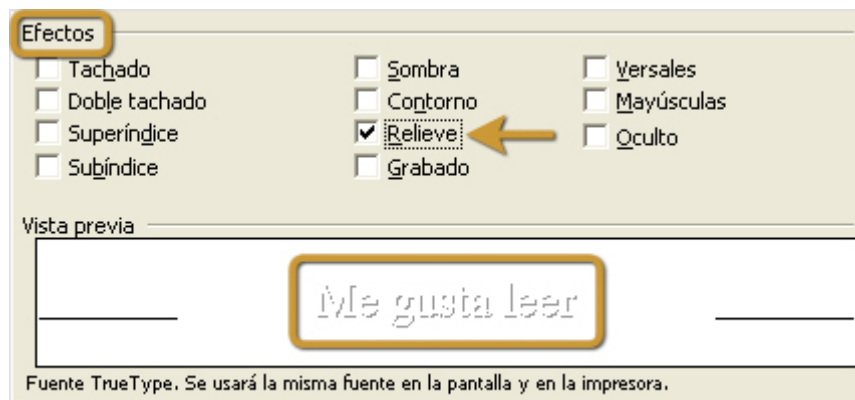 Efectos
Tachado
Sombra
Versales
Doble tachado
Contorno
Mayúsculas
Superíndice
Relieve
Oculto
Subíndice
Grabado
Vista previa
Me gusta leer
Fuente TrueType. Se usará la misma fuente en la pantalla y en la impresora.